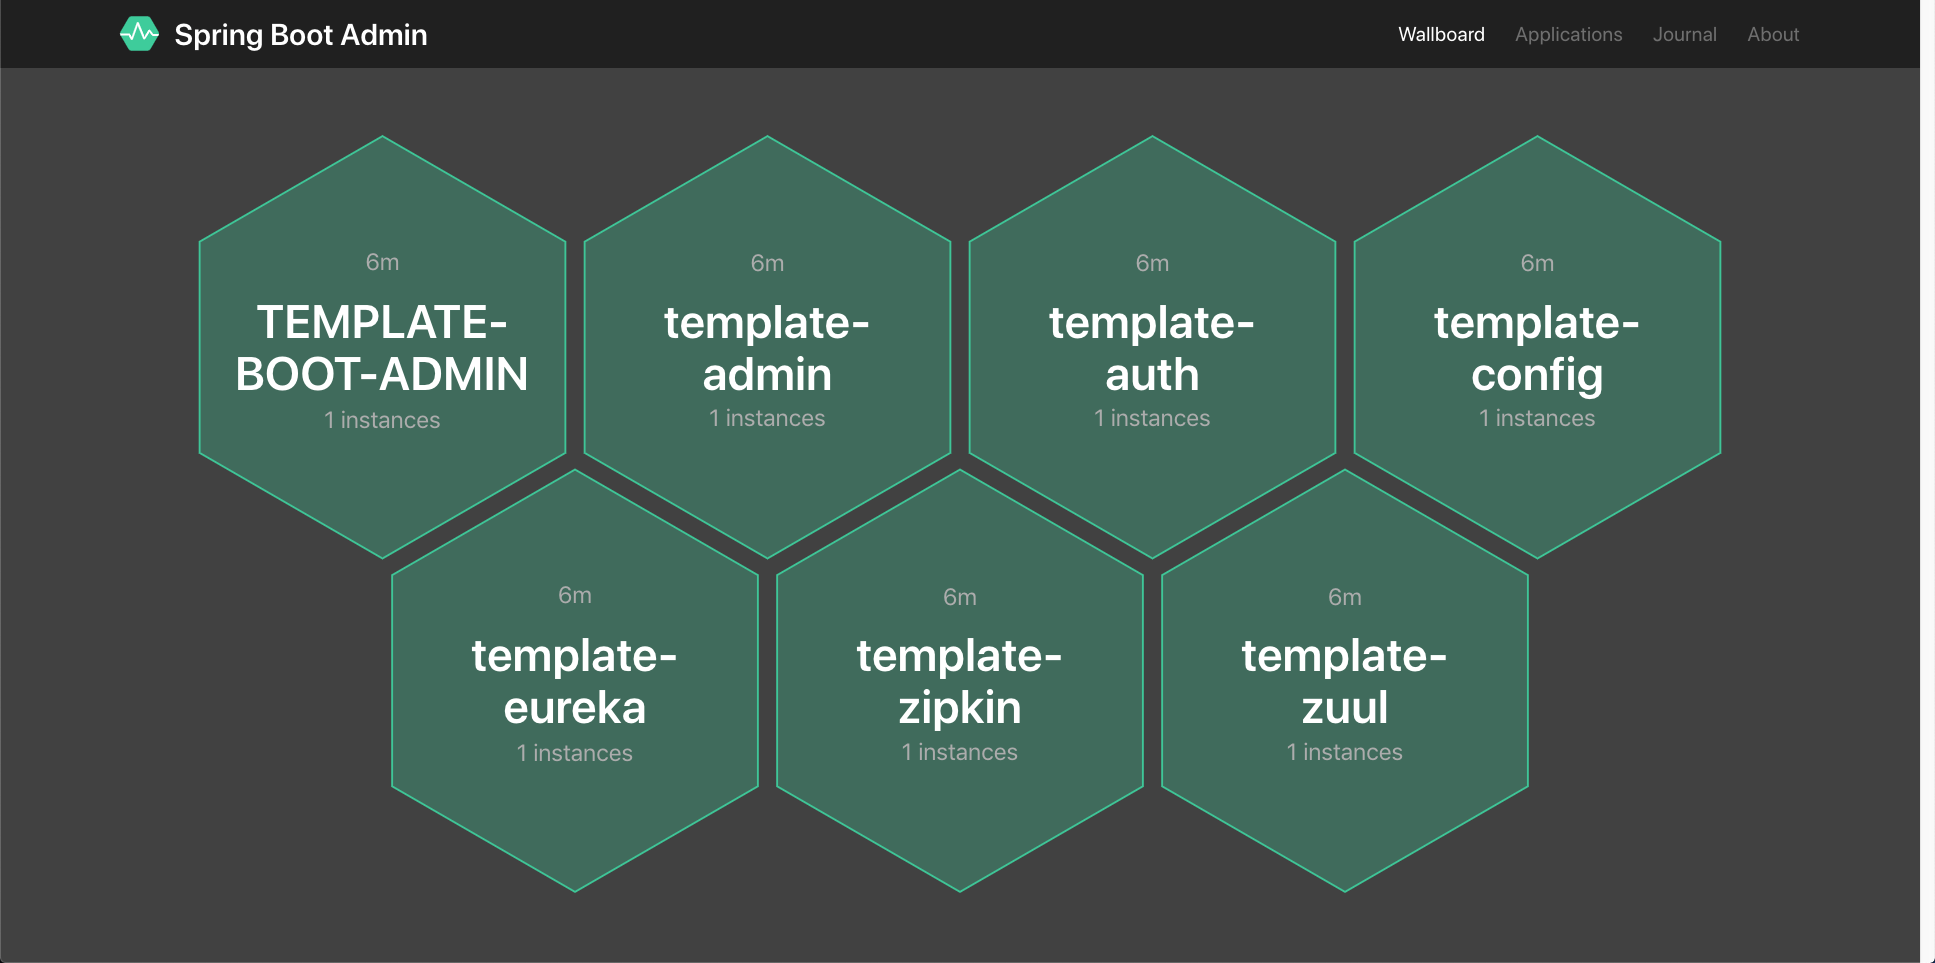 Spring Boot Admin
Wallboard Applications Journal About
6m
TEMPLATE-
BOOT-ADMIN
1 instances
6m
template-
admin
1 instances
6m
template-
auth
1 instances
6m
template-
config
1 instances
6m
template-
eureka
1 instances
6m
template-
zipkin
1 instances
6m
template-
zuul
1 instances